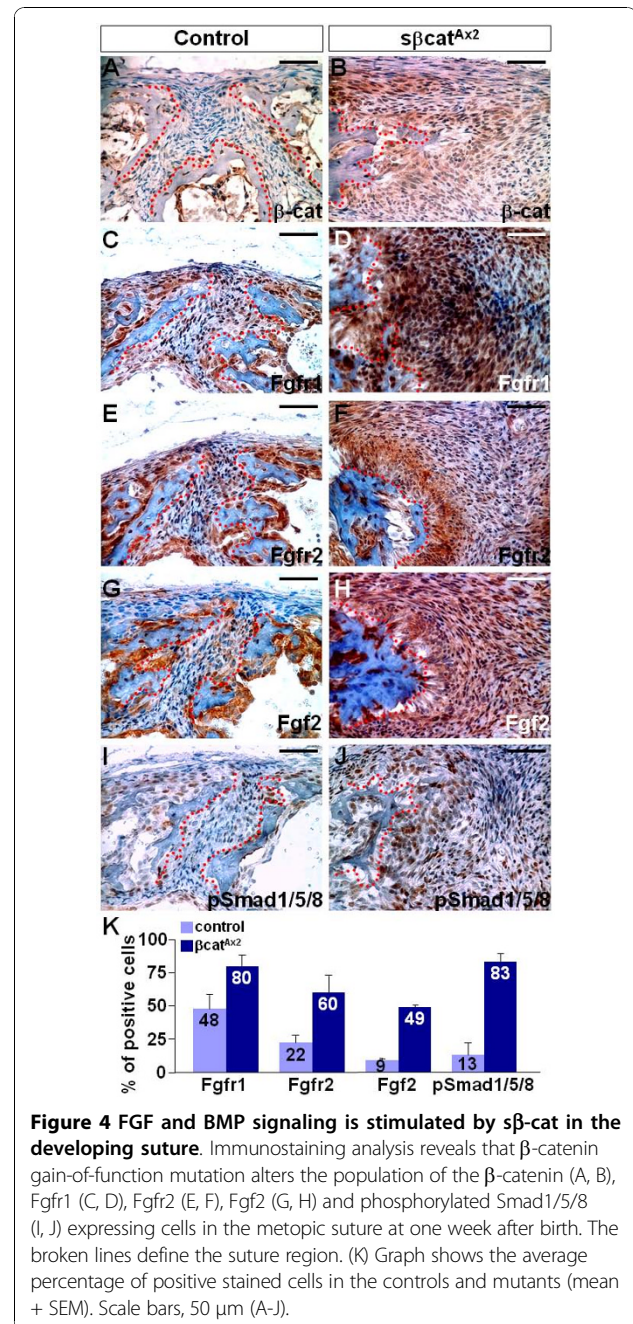 Control sβcatAx2
A B
β-cat β-cat
C D
Fgfr1 Fgfr1
E F
Fgfr2 Fgfr2
G H
Fgf2 Fgf2
I J
pSmad1/5/8 pSmad1/5/8
K control
βcatAx2
% of positive cells
100
75
50
25
0
48 80 22 60 9 49 13 83
Fgfr1 Fgfr2 Fgf2 pSmad1/5/8
Figure 4 FGF and BMP signaling is stimulated by sβ-cat in the
developing suture. Immunostaining analysis reveals that β-catenin
gain-of-function mutation alters the population of the β-catenin (A, B),
Fgfr1 (C, D), Fgfr2 (E, F), Fgf2 (G, H) and phosphorylated Smad1/5/8
(I, J) expressing cells in the metopic suture at one week after birth. The
broken lines define the suture region. (K) Graph shows the average
percentage of positive stained cells in the controls and mutants (mean
+ SEM). Scale bars, 50 μm (A-J).